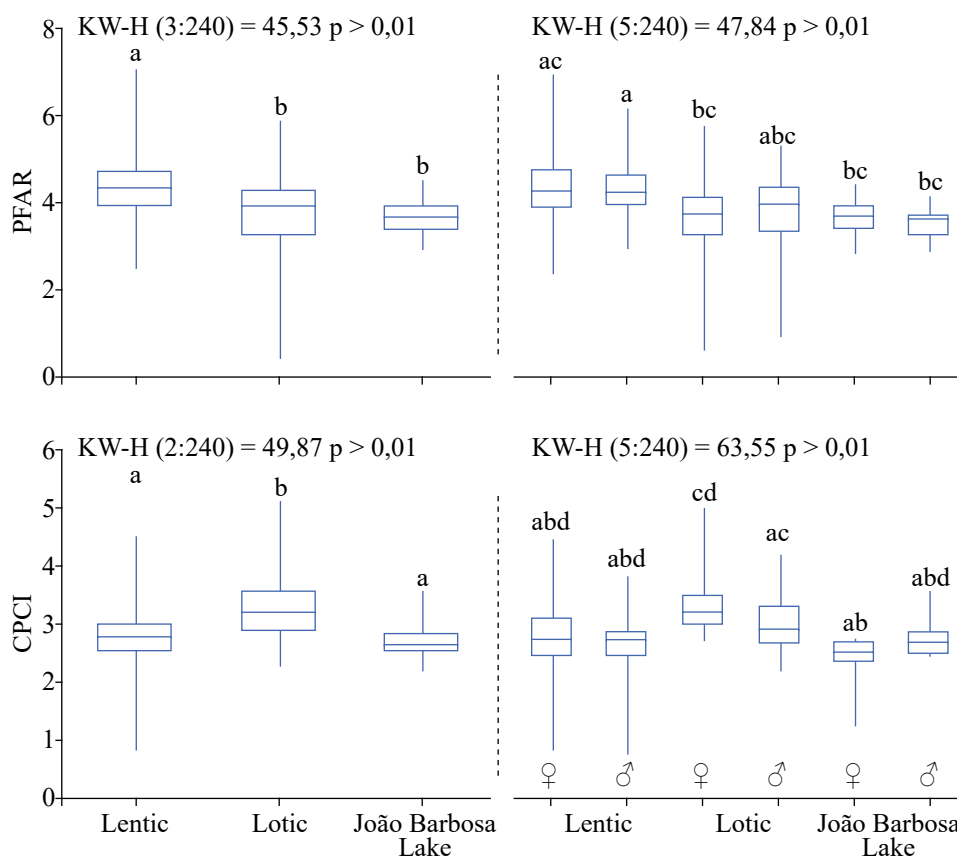 KW-H (3:240) = 45,53 p > 0,01
KW-H (5:240) = 47,84 p > 0,01
PFAR
8
6
4
2
0
a
b
b
ac
a
bc
abc
bc
bc
KW-H (2:240) = 49,87 p > 0,01
KW-H (5:240) = 63,55 p > 0,01
CPCI
6
5
4
3
2
1
0
a
b
a
abd
abd
cd
ac
ab
abd
♀ ♂ ♀ ♂ ♀ ♂
Lentic Lotic João Barbosa
Lake
Lentic Lotic João Barbosa
Lake